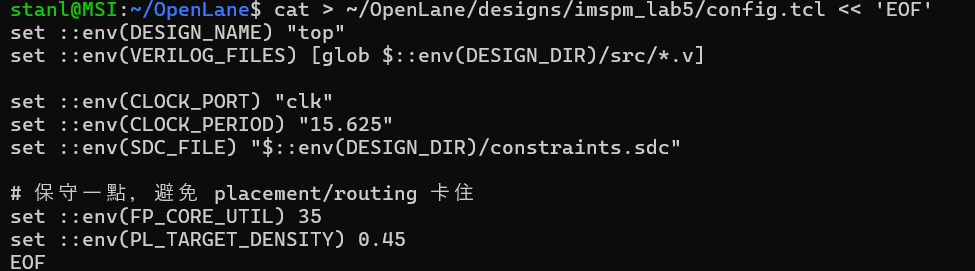 stanl@MSI:~/OpenLane$ cat > ~/OpenLane/designs/imspm_lab5/config.tcl << 'EOF'
set ::env(DESIGN_NAME) "top"
set ::env(VERILOG_FILES) [glob $::env(DESIGN_DIR)/src/*.v]
set ::env(CLOCK_PORT) "clk"
set ::env(CLOCK_PERIOD) "15.625"
set ::env(SDC_FILE) "$::env(DESIGN_DIR)/constraints.sdc"
# 保守一點，避免 placement/routing 卡住
set ::env(FP_CORE_UTIL) 35
set ::env(PL_TARGET_DENSITY) 0.45
EOF